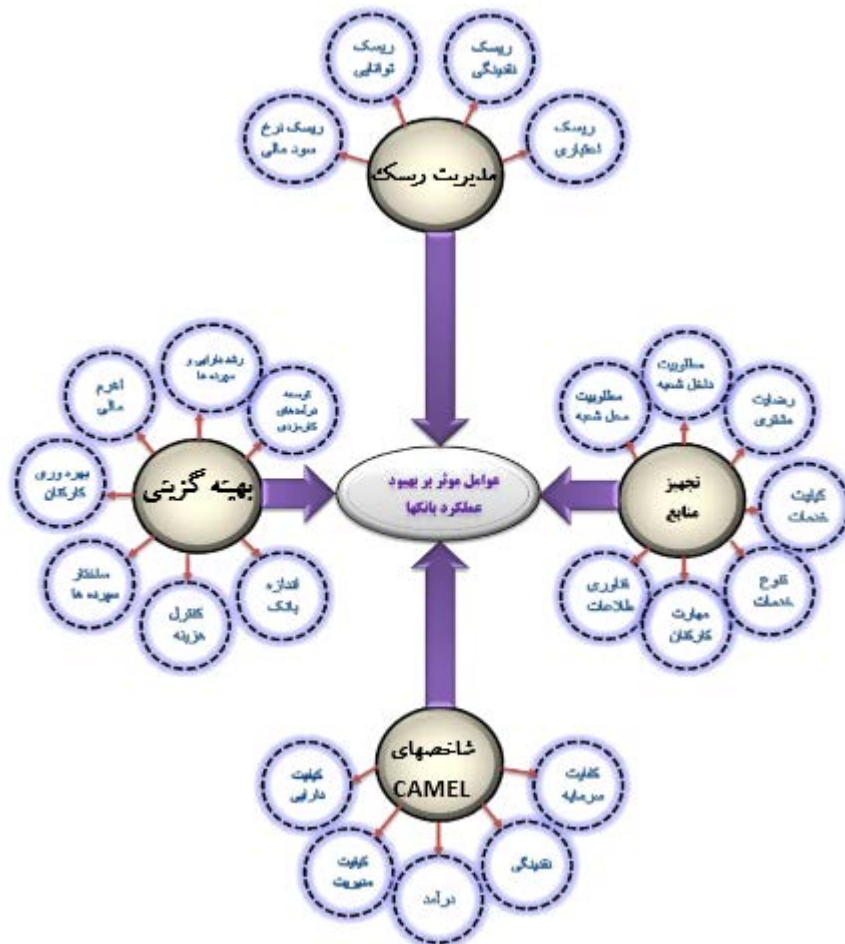 ریسک
توانایی
ریسک
نقدینگی
ریسک نرخ
سود مالی
ریسک
اعتباری
مدیریت ریسک
رشد دارایی و
سپرده ها
اهرم
مالی
توسعه
درآمدهای
کارمزدی
بهره وری
کارکنان
بهینه گزینی
ساختار
سپرده ها
کنترل
هزینه
اندازه
بانک
عوامل موثر بر بهبود
عملکرد بانکها
مطلوبیت
داخل شعبه
مطلوبیت
محل شعبه
رضایت
مشتری
تجهیز
منابع
کیفیت
خدمات
تنوع
خدمات
فناوری
طلاعات
مهارت
کارکنان
شاخصهای
CAMEL
کیفیت
دارایی
کفایت
سرمایه
کیفیت
مدیریت
درآمد
نقدینگی